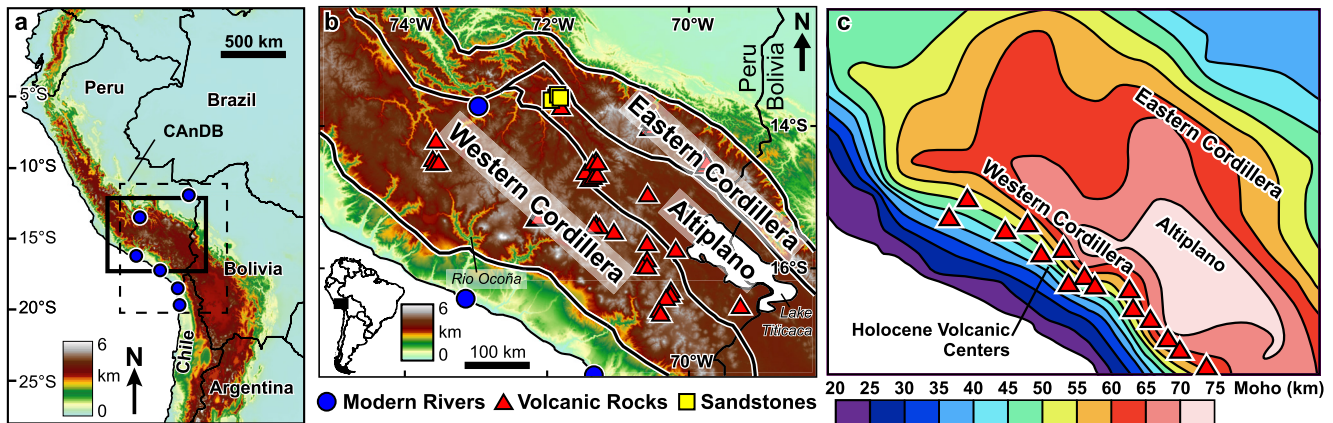 a
500 km
Peru
Brazil
5°S
CAnDB
10°S
15°S
Bolivia
20°S
Chile
6
km
0
N
25°S
Argentina
b
74°W
72°W
70°W
N
Peru
Bolivia
14°S
Eastern Cordillera
Western Cordillera
Altiplano
16°S
Rio Ocoña
6
km
0
100 km
Lake
Titicaca
70°W
Modern Rivers
Volcanic Rocks
Sandstones
c
Eastern Cordillera
Western Cordillera
Altiplano
Holocene Volcanic
Centers
20 25 30 35 40 45 50 55 60 65 70 75 Moho (km)